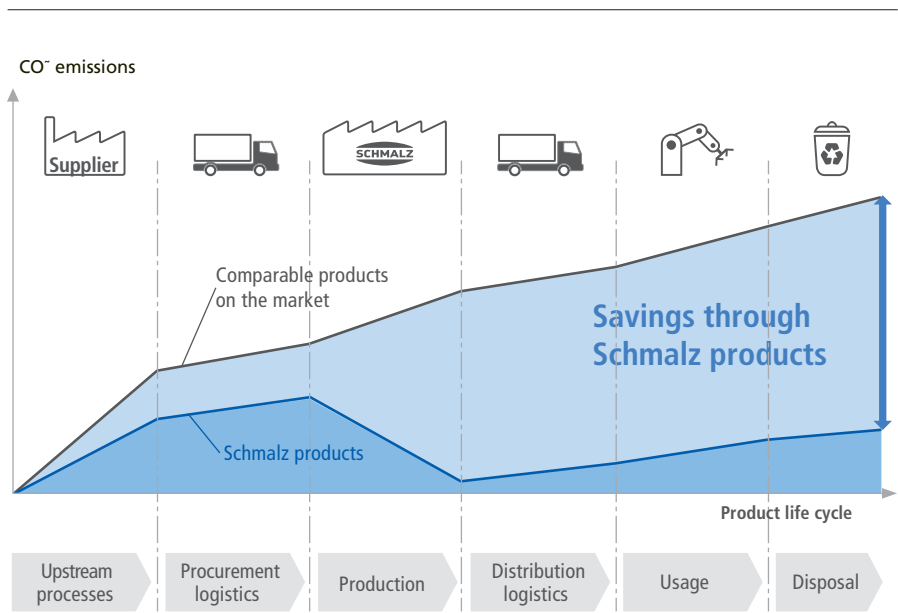 CO⁻ emissions
Supplier
SCHMALZ
Comparable products
on the market
Savings through
Schmalz products
Schmalz products
Product life cycle
Upstream
processes
Procurement
logistics
Production
Distribution
logistics
Usage
Disposal